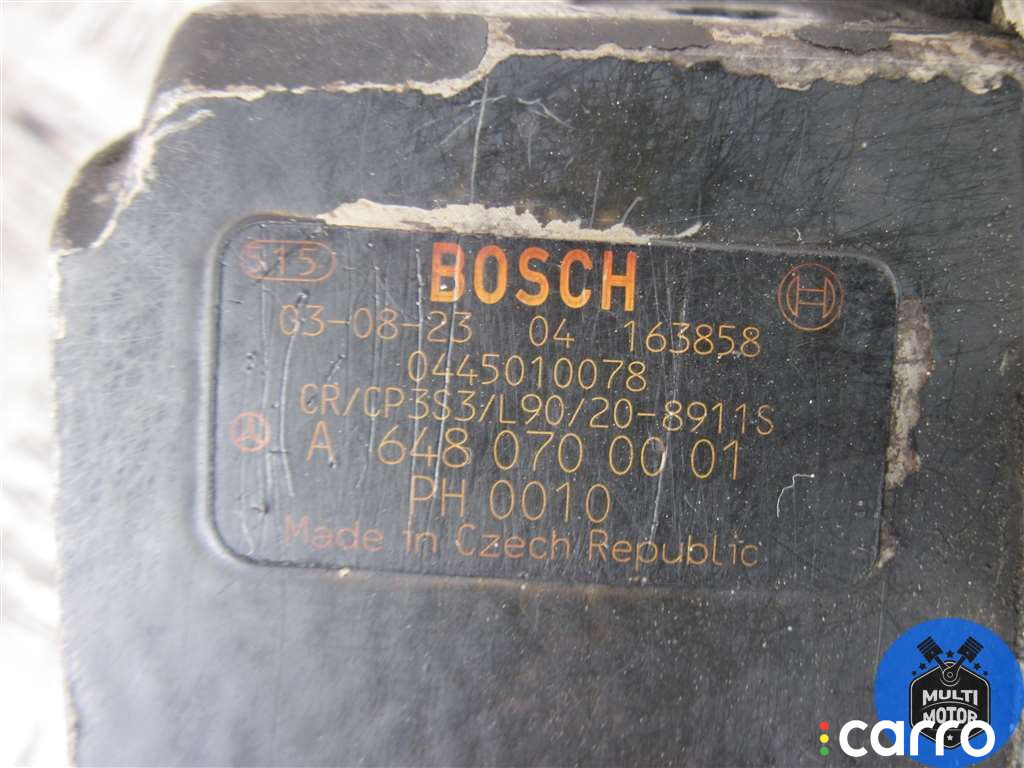 515 BOSCH
03-08-23 04 163858
0445010078
CR/CP3S3/L90/20-8911S
A 648 070 00 01
PH 0010
Made in Czech Republic
MULTI
MOTOR
carro